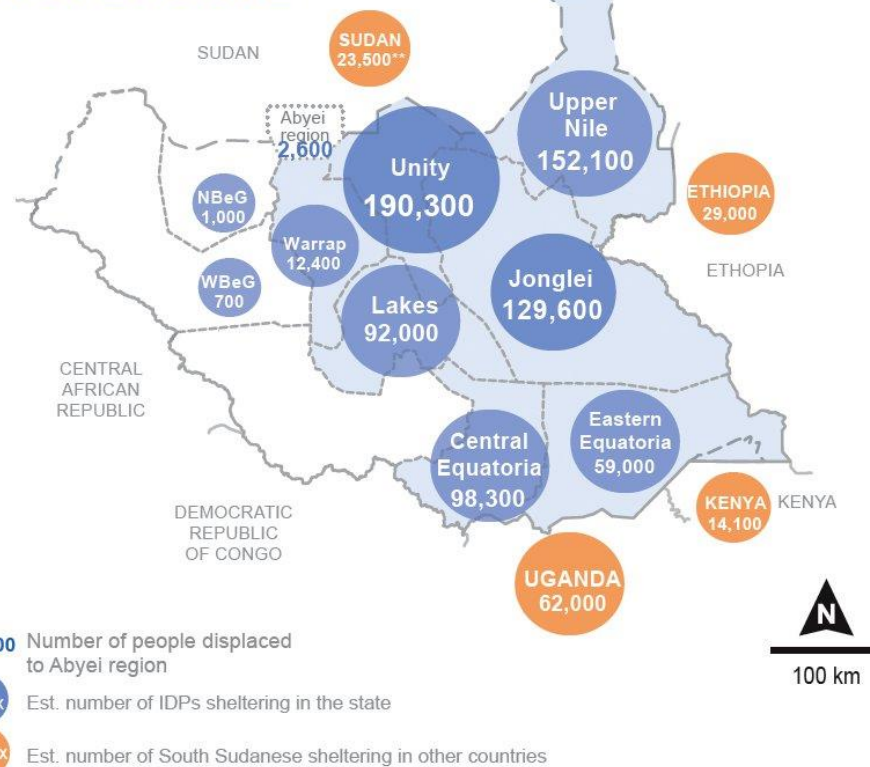 SUDAN
SUDAN
23,500**
Upper
Nile
152,100
Abyei
region
2,600
Unity
190,300
ETHIOPIA
29,000
NBeG
1,000
Warrap
12,400
ETHOPIA
WBeG
700
Jonglei
129,600
Lakes
92,000
CENTRAL
AFRICAN
REPUBLIC
Eastern
Equatoria
59,000
Central
Equatoria
98,300
KENYA
14,100
KENYA
DEMOCRATIC
REPUBLIC
OF CONGO
UGANDA
62,000
N
100 km
00 Number of people displaced
to Abyei region
x Est. number of IDPs sheltering in the state
x Est. number of South Sudanese sheltering in other countries